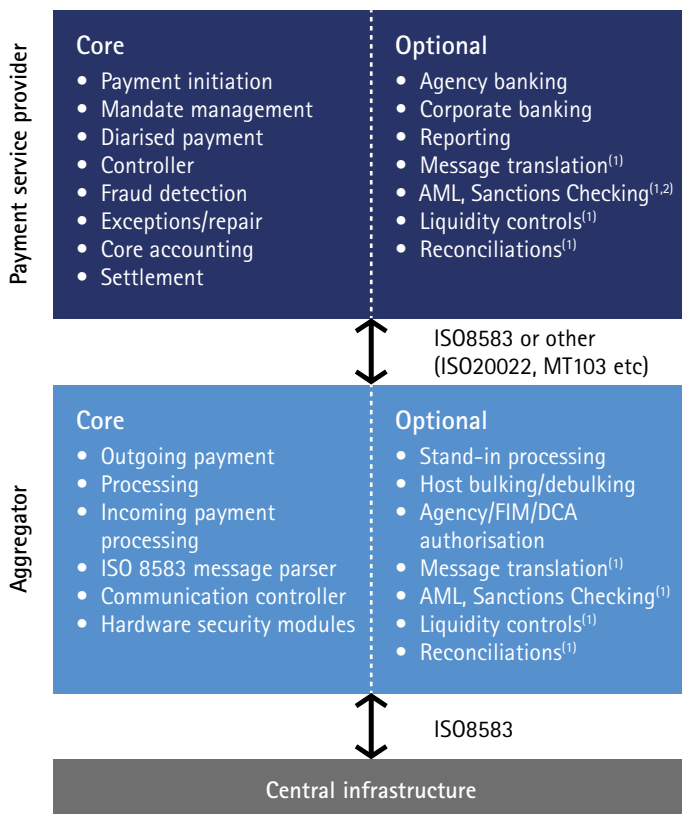 Payment service provider
Core
• Payment initiation
• Mandate management
• Diarised payment
• Controller
• Fraud detection
• Exceptions/repair
• Core accounting
• Settlement
Optional
• Agency banking
• Corporate banking
• Reporting
• Message translation(1)
• AML, Sanctions Checking(1,2)
• Liquidity controls(1)
• Reconciliations(1)
ISO8583 or other
(ISO20022, MT103 etc)
Aggregator
Core
• Outgoing payment
• Processing
• Incoming payment
processing
• ISO 8583 message parser
• Communication controller
• Hardware security modules
Optional
• Stand-in processing
• Host bulking/debulking
• Agency/FIM/DCA
authorisation
• Message translation(1)
• AML, Sanctions Checking(1)
• Liquidity controls(1)
• Reconciliations(1)
ISO8583
Central infrastructure